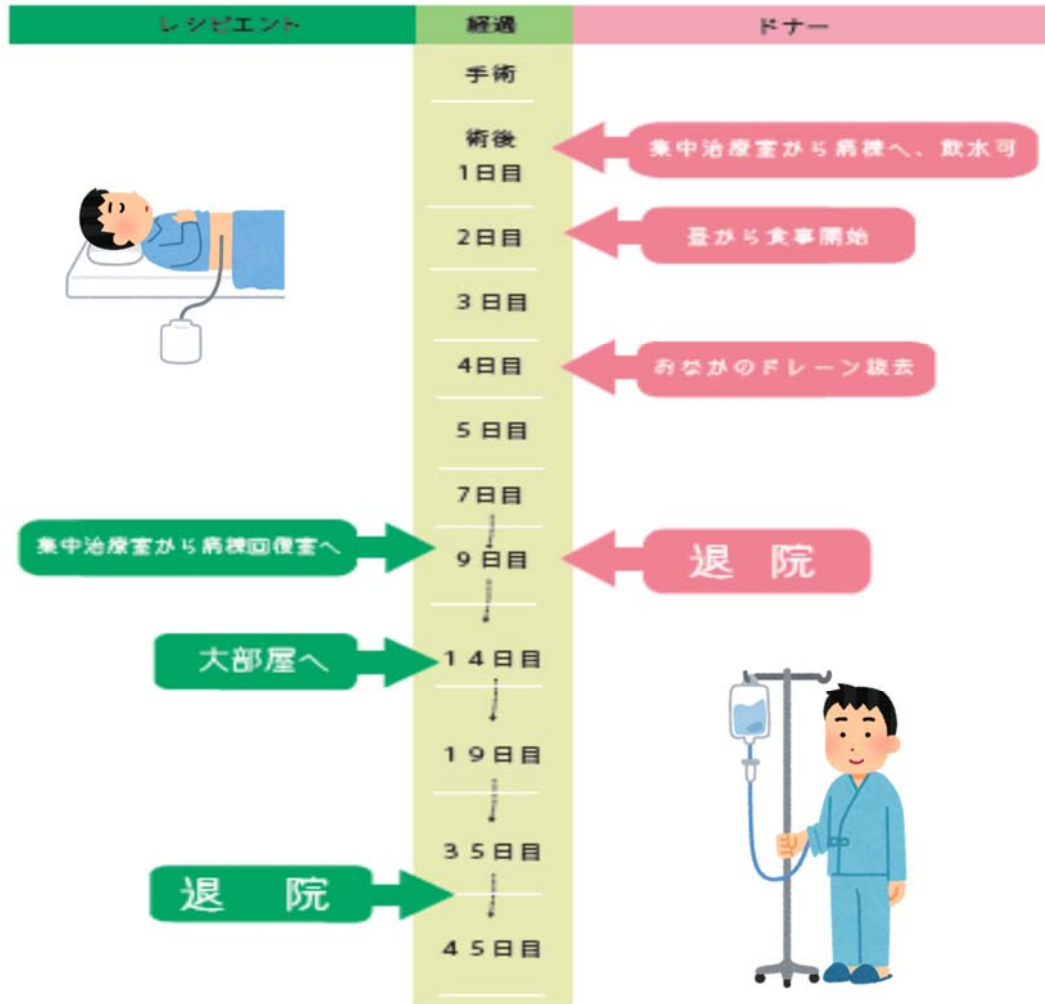 レシピエント 経過 ドナー
手術
術後
1日目
集中治療室から病棟へ、飲水可
2日目
昼から食事開始
3日目
4日目
おなかのドレーン抜去
5日目
7日目
集中治療室から病棟回復室へ
9日目
退 院
大部屋へ
14日目
19日目
35日目
退 院
45日目